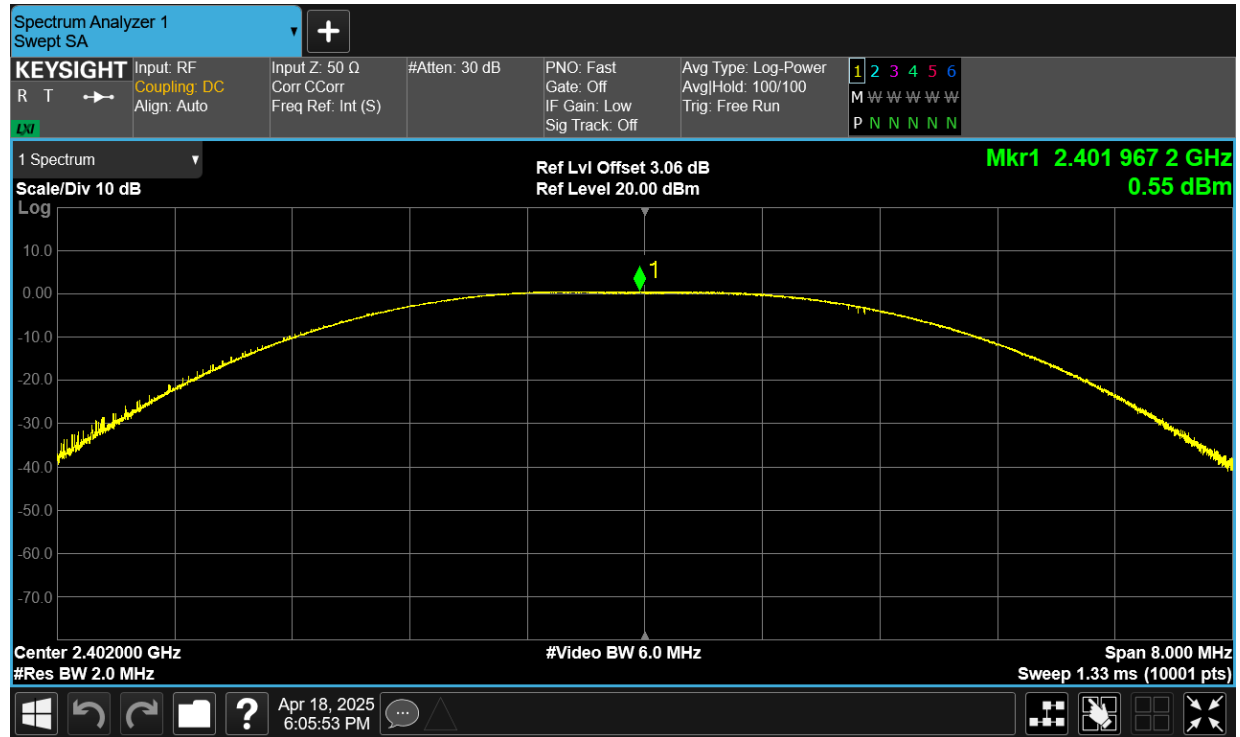 Spectrum Analyzer 1
Swept SA
KEYSIGHT
R T
LXI
Input: RF
Coupling: DC
Align: Auto
Input Z: 50 Ω
Corr CCorr
Freq Ref: Int (S)
#Atten: 30 dB
PNO: Fast
Gate: Off
IF Gain: Low
Sig Track: Off
Avg Type: Log-Power
Avg|Hold: 100/100
Trig: Free Run
1 2 3 4 5 6
M W W W W W
P N N N N N
1 Spectrum
Scale/Div 10 dB
Log
Ref Lvl Offset 3.06 dB
Ref Level 20.00 dBm
Mkr1 2.401 967 2 GHz
0.55 dBm
1
10.0
0.00
-10.0
-20.0
-30.0
-40.0
-50.0
-60.0
-70.0
Center 2.402000 GHz
#Res BW 2.0 MHz
#Video BW 6.0 MHz
Span 8.000 MHz
Sweep 1.33 ms (10001 pts)
?
Apr 18, 2025
6:05:53 PM